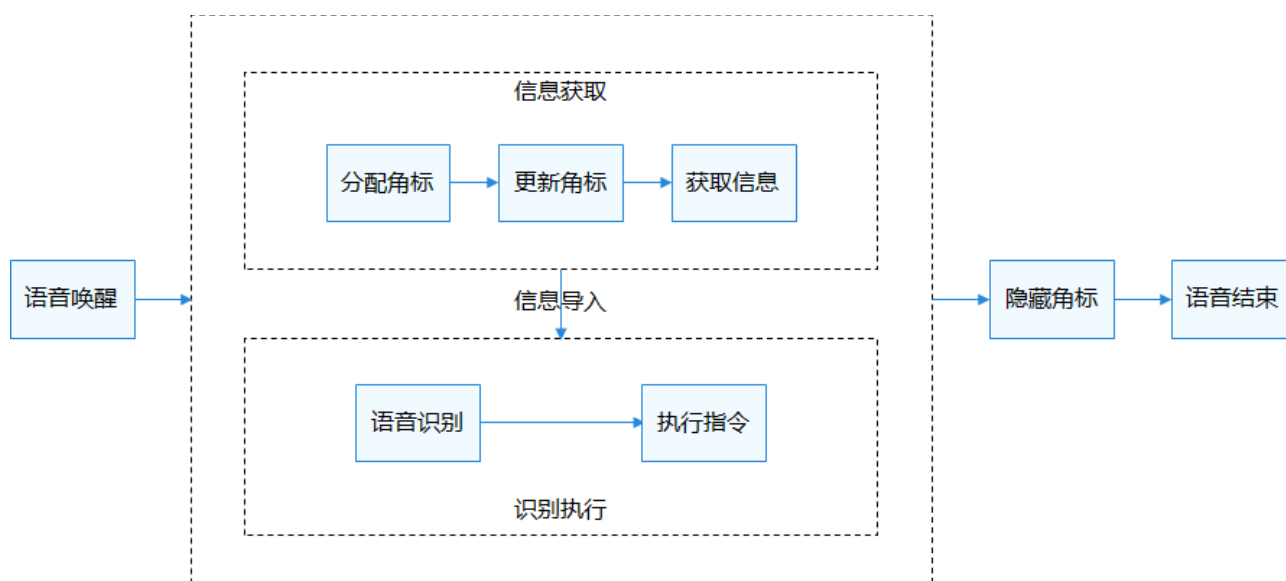 信息获取
分配角标
更新角标
获取信息
语音唤醒
信息导入
隐藏角标
语音结束
语音识别
执行指令
识别执行